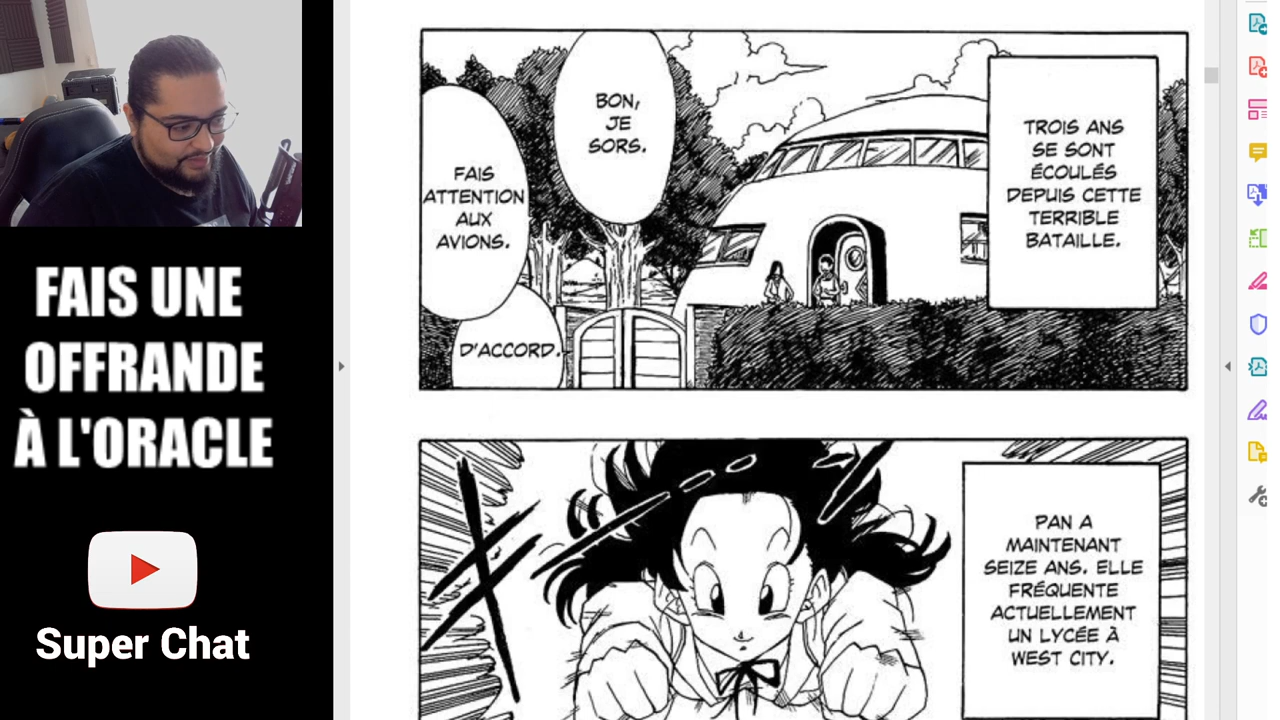 FAIS UNE
OFFRANDE
À L'ORACLE
Super Chat
BON,
JE
SORS.
FAIS
ATTENTION
AUX
AVIONS.
D'ACCORD.
TROIS ANS
SE SONT
ÉCOULÉS
DEPUIS CETTE
TERRIBLE
BATAILLE.
PAN A
MAINTENANT
SEIZE ANS. ELLE
FRÉQUENTE
ACTUELLEMENT
UN LYCÉE À
WEST CITY.